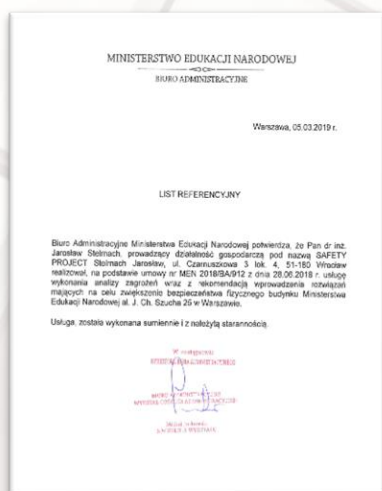 MINISTERSTWO EDUKACJI NARODOWEJ
BIURO ADMINISTRACYJNE
Warszawa, 05.03.2019 r.
LIST REFERENCYJNY
Biuro Administracyjne Ministerstwa Edukacji Narodowej potwierdza, że Pan dr inż.
Jarosław Stelmach, prowadzący działalność gospodarczą pod nazwą SAFETY
PROJECT Stelmach Jarosław, ul. Czarnuszkowa 3 lok. 4, 51-180 Wrocław
realizował, na podstawie umowy nr MEN 2018/BA/912 z dnia 28.06.2018 r. usługę
wykonania analizy zagrożeń wraz z rekomendacją wprowadzenia rozwiązań
mających na celu zwiększenie bezpieczeństwa fizycznego budynku Ministerstwa
Edukacji Narodowej al. J. Ch. Szucha 25 w Warszawie.
Usługa, została wykonana sumiennie i z należytą starannością.
W zastępstwie